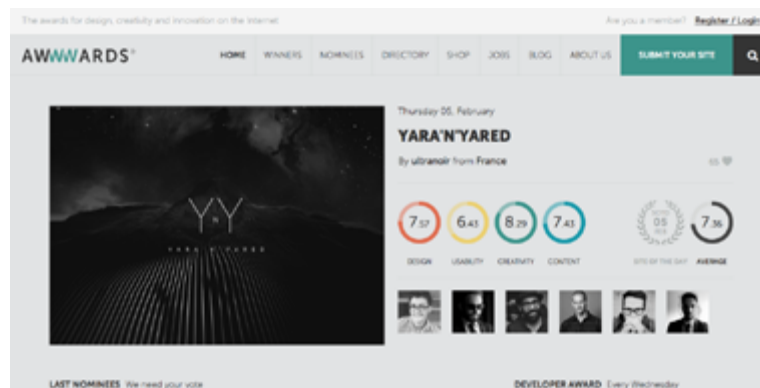 The awards for design, creativity and innovation on the internet
Are you a member? Register / Login
AWWWARDS®
HOME WINNERS NOMINEES DIRECTORY SHOP JOBS BLOG ABOUT US SUBMIT YOUR SITE
Thursday 05, February
YARA'N'YARED
By ultranoir from France
65
YNY
YARA N'YARED
7.57 6.43 8.29 7.43
05
7.36
DESIGN USABILITY CREATIVITY CONTENT SITE OF THE DAY AVERAGE
LAST NOMINEES We need your vote
DEVELOPER AWARD Every Wednesday